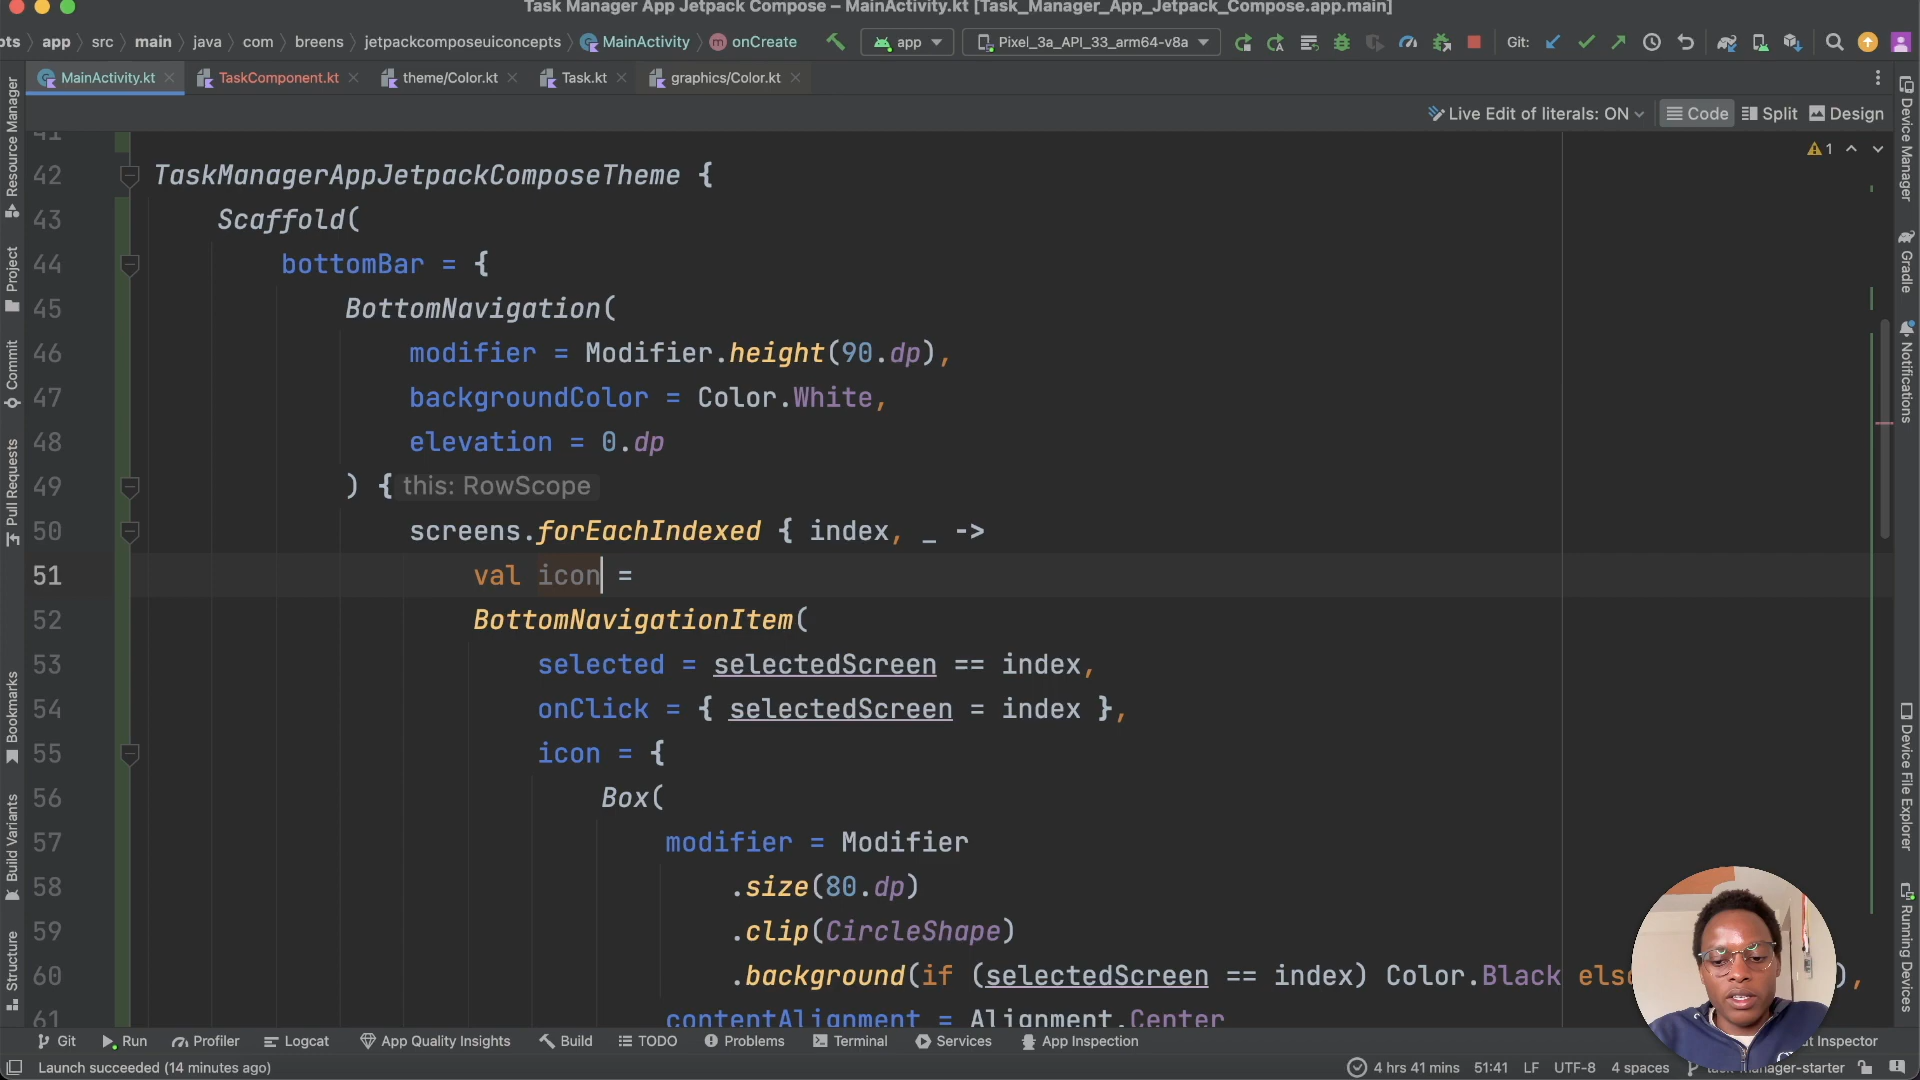 Task Manager App Jetpack Compose – MainActivity.kt [Task_Manager_App_Jetpack_Compose.app.main]
pts app src main java com breens jetpackcomposeuiconcepts MainActivity onCreate app Pixel_3a_API_33_arm64-v8a Git:
MainActivity.kt TaskComponent.kt theme/Color.kt Task.kt graphics/Color.kt
Live Edit of literals: ON Code Split Design
Resource Manager
Project
Commit
Pull Requests
Bookmarks
Build Variants
Structure
1
41
42 TaskManagerAppJetpackComposeTheme {
43 Scaffold(
44 bottomBar = {
45 BottomNavigation(
46 modifier = Modifier.height(90.dp),
47 backgroundColor = Color.White,
48 elevation = 0.dp
49 ) { this: RowScope
50 screens.forEachIndexed { index, _ ->
51 val icon =
52 BottomNavigationItem(
53 selected = selectedScreen == index,
54 onClick = { selectedScreen = index },
55 icon = {
56 Box(
57 modifier = Modifier
58 .size(80.dp)
59 .clip(CircleShape)
60 .background(if (selectedScreen == index) Color.Black else ),
61 contentAlignment = Alignment.Center
Device Manager
Gradle
Notifications
Device File Explorer
Running Devices
Git Run Profiler Logcat App Quality Insights Build TODO Problems Terminal Services App Inspection Inspector
Launch succeeded (14 minutes ago) 4 hrs 41 mins 51:41 LF UTF-8 4 spaces task-manager-starter